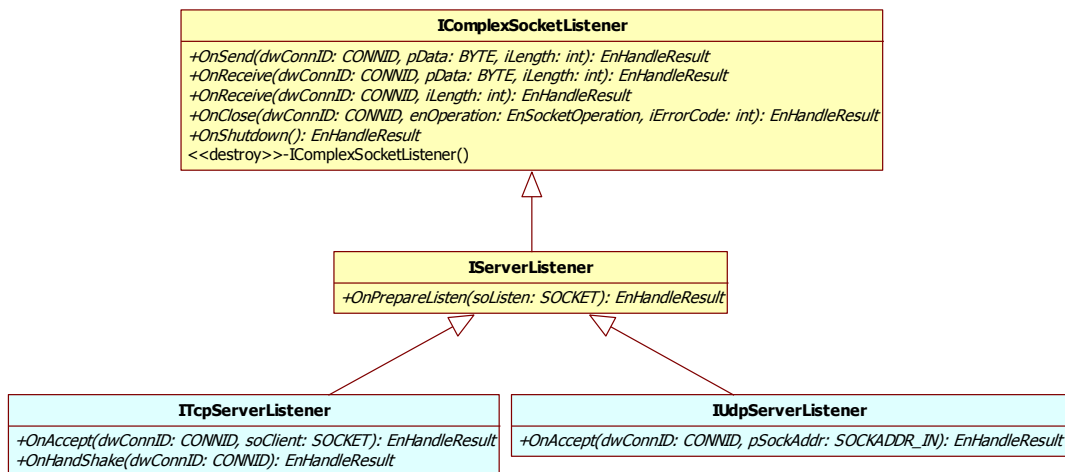 IComplexSocketListener
+OnSend(dwConnID: CONNID, pData: BYTE, iLength: int): EnHandleResult
+OnReceive(dwConnID: CONNID, pData: BYTE, iLength: int): EnHandleResult
+OnReceive(dwConnID: CONNID, iLength: int): EnHandleResult
+OnClose(dwConnID: CONNID, enOperation: EnSocketOperation, iErrorCode: int): EnHandleResult
+OnShutdown(): EnHandleResult
<<destroy>>-IComplexSocketListener()
IServerListener
+OnPrepareListen(soListen: SOCKET): EnHandleResult
ITcpServerListener
+OnAccept(dwConnID: CONNID, soClient: SOCKET): EnHandleResult
+OnHandShake(dwConnID: CONNID): EnHandleResult
IUdpServerListener
+OnAccept(dwConnID: CONNID, pSockAddr: SOCKADDR_IN): EnHandleResult